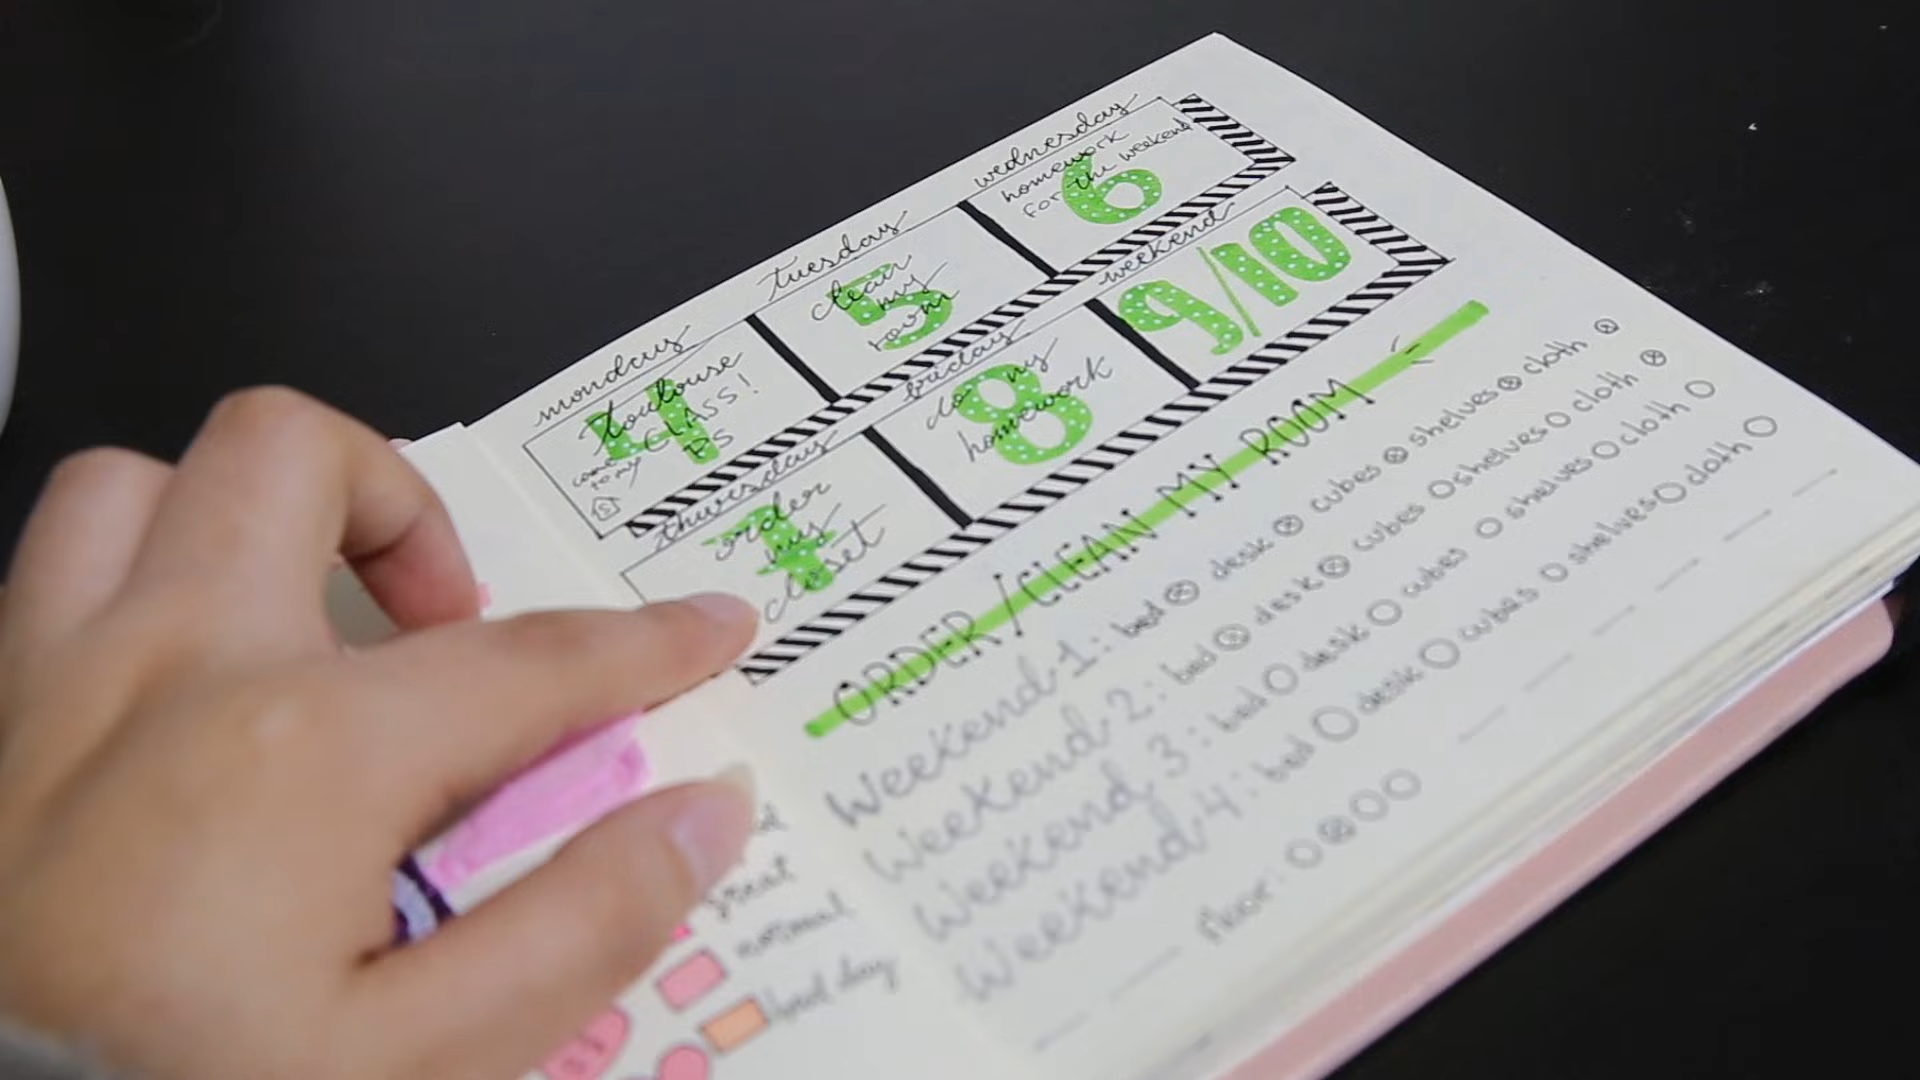 monday
4
Toulouse
CLASS!
PS
come
to my
tuesday
5
clean
my
room
wednesday
6
homework
for the weekend
thuresday
7
order
my
closet
friday
8
do my
homework
weekend
9/10
ORDER/CLEAN MY ROOM -
Weekend 1: bed ⊗ desk ⊗ cubes ⊗ shelves ⊗ cloth ⊗
Weekend 2: bed ⊗ desk ⊗ cubes O shelves O cloth ⊗
Weekend 3: bed O desk O cubes O shelves O cloth O
Weekend 4: bed O desk O cubes O shelves O cloth O
floor: O ⊗ O O
great
normal
bad day